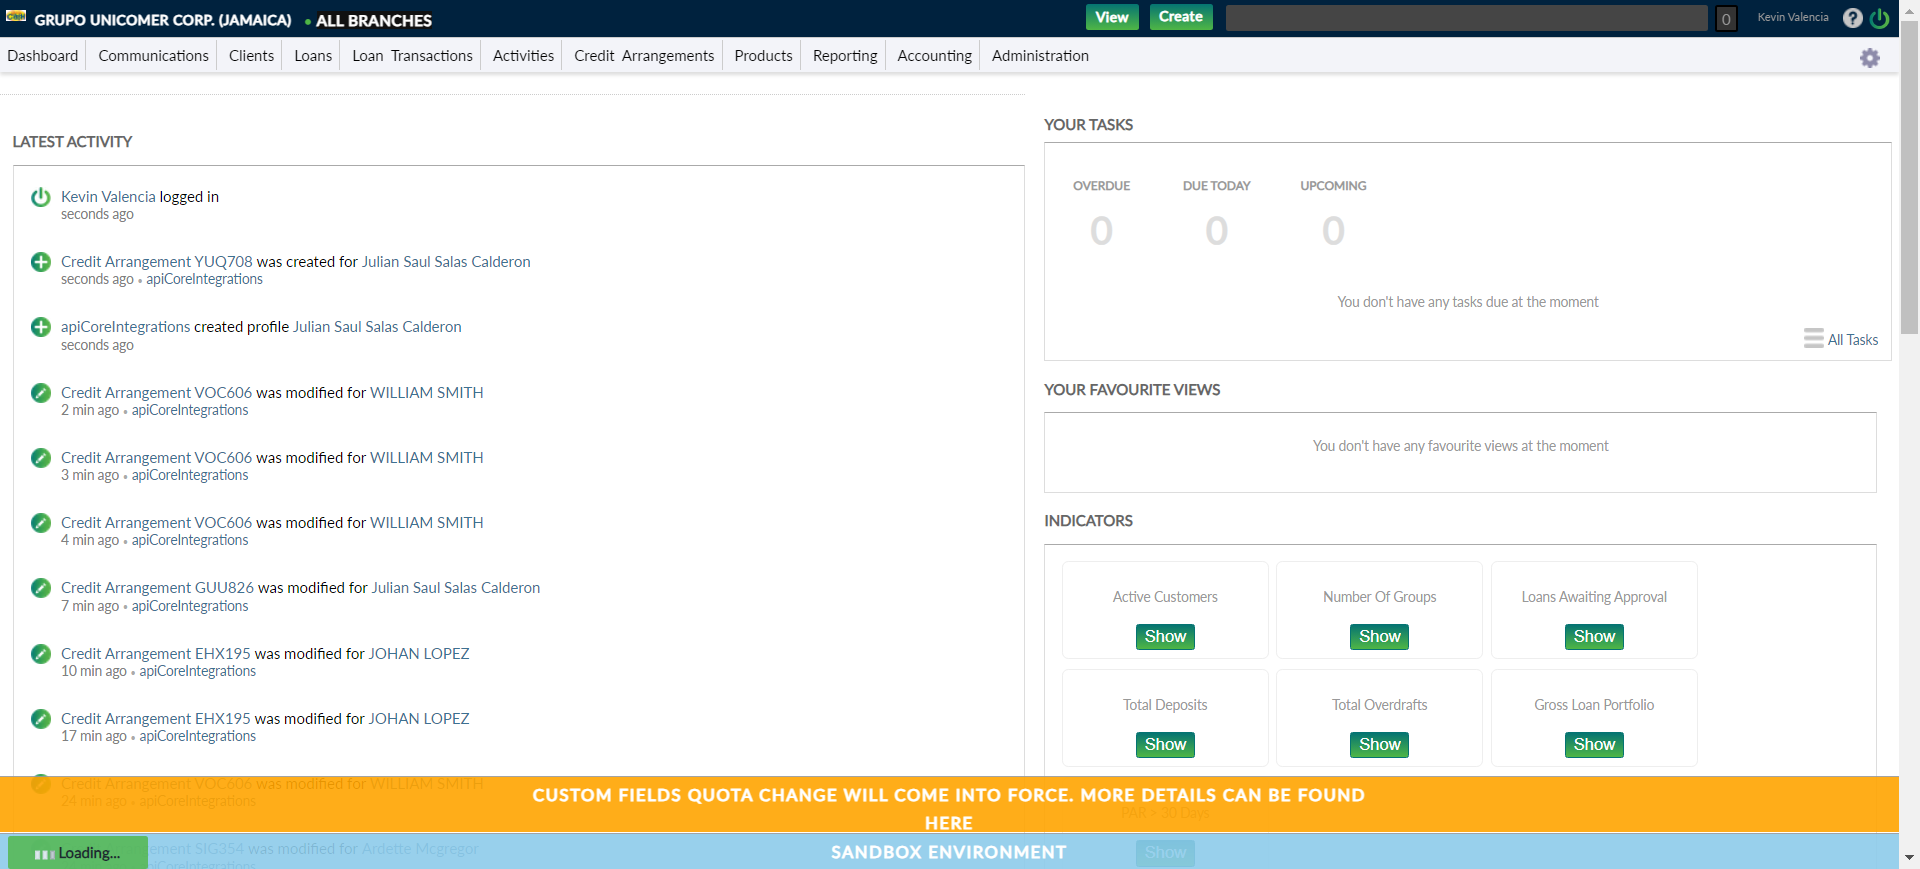 GRUPO UNICOMER CORP. (JAMAICA) • ALL BRANCHES
View Create 0 Kevin Valencia ?
Dashboard Communications Clients Loans Loan Transactions Activities Credit Arrangements Products Reporting Accounting Administration
LATEST ACTIVITY
Kevin Valencia logged in
seconds ago
Credit Arrangement YUQ708 was created for Julian Saul Salas Calderon
seconds ago • apiCoreIntegrations
apiCoreIntegrations created profile Julian Saul Salas Calderon
seconds ago
Credit Arrangement VOC606 was modified for WILLIAM SMITH
2 min ago • apiCoreIntegrations
Credit Arrangement VOC606 was modified for WILLIAM SMITH
3 min ago • apiCoreIntegrations
Credit Arrangement VOC606 was modified for WILLIAM SMITH
4 min ago • apiCoreIntegrations
Credit Arrangement GUU826 was modified for Julian Saul Salas Calderon
7 min ago • apiCoreIntegrations
Credit Arrangement EHX195 was modified for JOHAN LOPEZ
10 min ago • apiCoreIntegrations
Credit Arrangement EHX195 was modified for JOHAN LOPEZ
17 min ago • apiCoreIntegrations
Credit Arrangement VOC606 was modified for WILLIAM SMITH
24 min ago • apiCoreIntegrations
ement SIG354 was modified for Ardette Mcgregor
piCoreIntegrations
YOUR TASKS
OVERDUE DUE TODAY UPCOMING
0 0 0
You don't have any tasks due at the moment
All Tasks
YOUR FAVOURITE VIEWS
You don't have any favourite views at the moment
INDICATORS
Active Customers Number Of Groups Loans Awaiting Approval
Show Show Show
Total Deposits Total Overdrafts Gross Loan Portfolio
Show Show Show
PAR > 30 Days
Show
CUSTOM FIELDS QUOTA CHANGE WILL COME INTO FORCE. MORE DETAILS CAN BE FOUND
HERE
Loading...
SANDBOX ENVIRONMENT